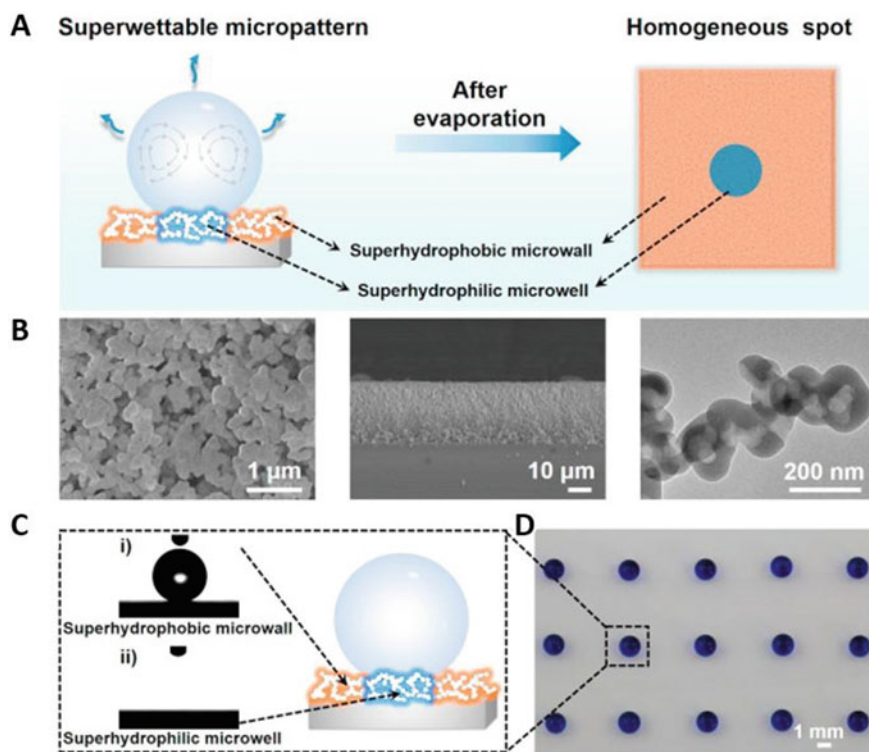 A
Superwettable micropattern
Homogeneous spot
After
evaporation
Superhydrophobic microwall
Superhydrophilic microwell
B
1 µm
10 µm
200 nm
C
i)
Superhydrophobic microwall
ii)
Superhydrophilic microwell
D
1 mm